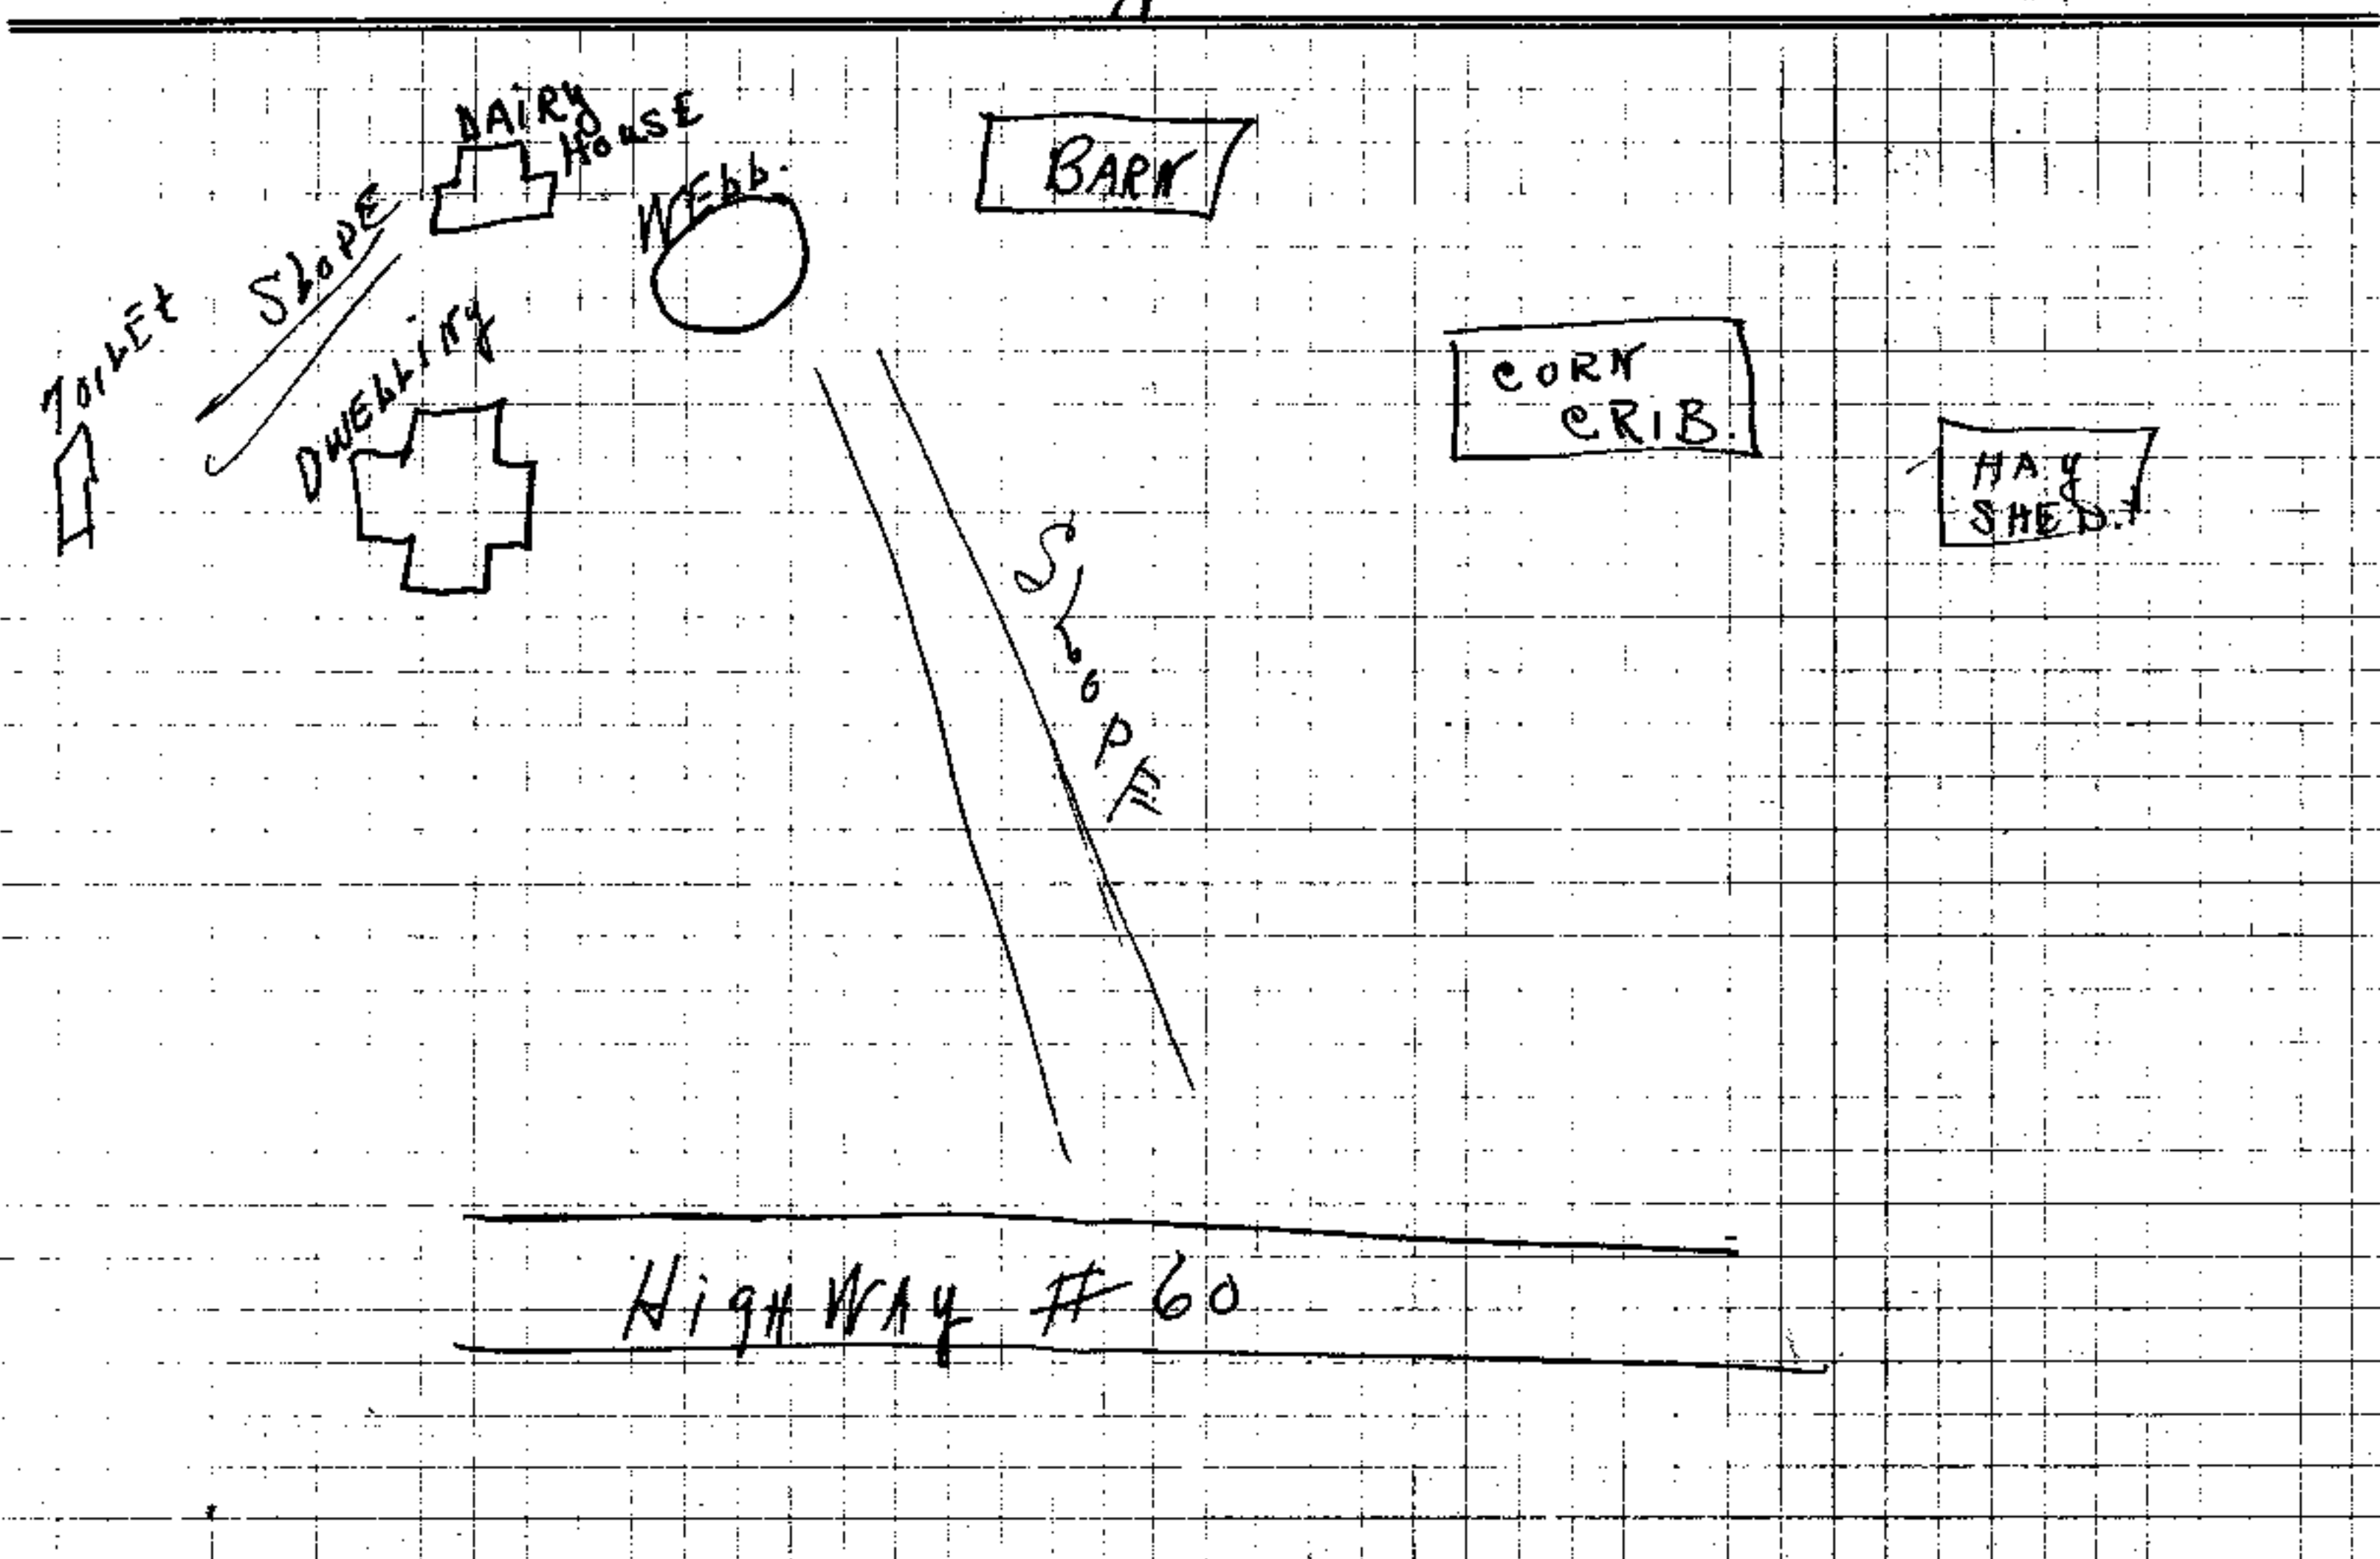 DAiRy
HousE
WELL.
BARN
SLOPE
ToiLEt
DWELLiNg
CORN
CRIB.
HAy
SHED.
SLOPE
HigHWAy # 60